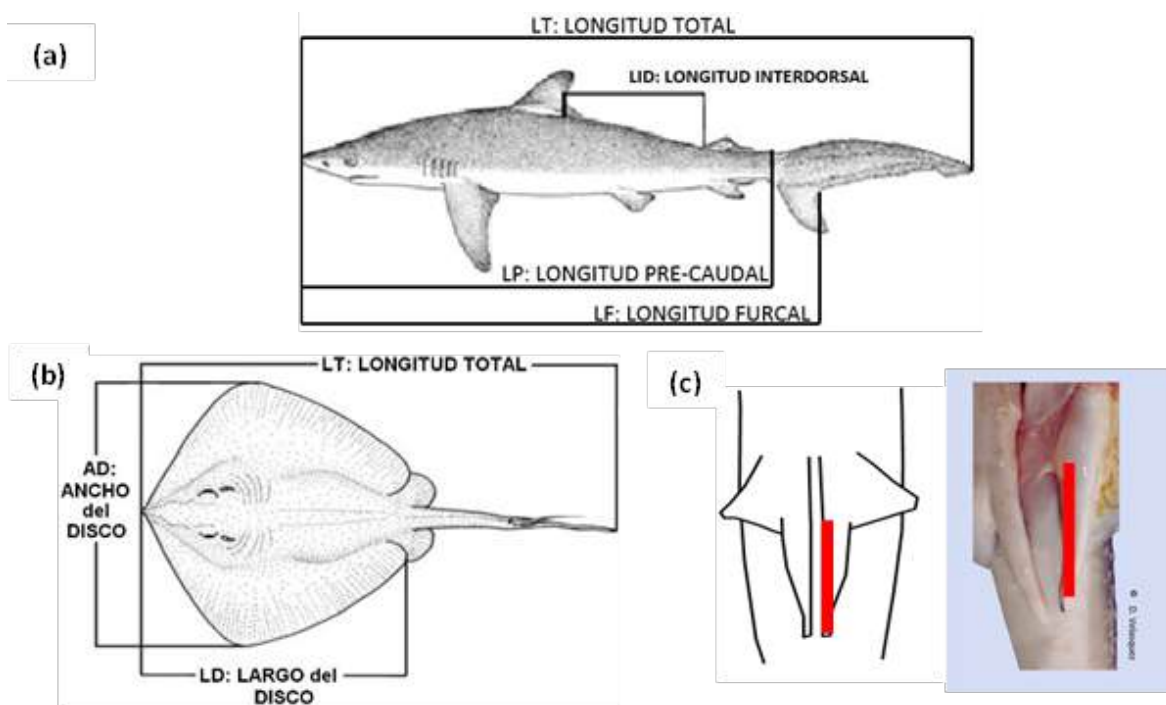 (a)
LT: LONGITUD TOTAL
LID: LONGITUD INTERDORSAL
LP: LONGITUD PRE-CAUDAL
LF: LONGITUD FURCAL
(b)
LT: LONGITUD TOTAL
AD:
ANCHO
del
DISCO
LD: LARGO del
DISCO
(c)
© D. Velásquez